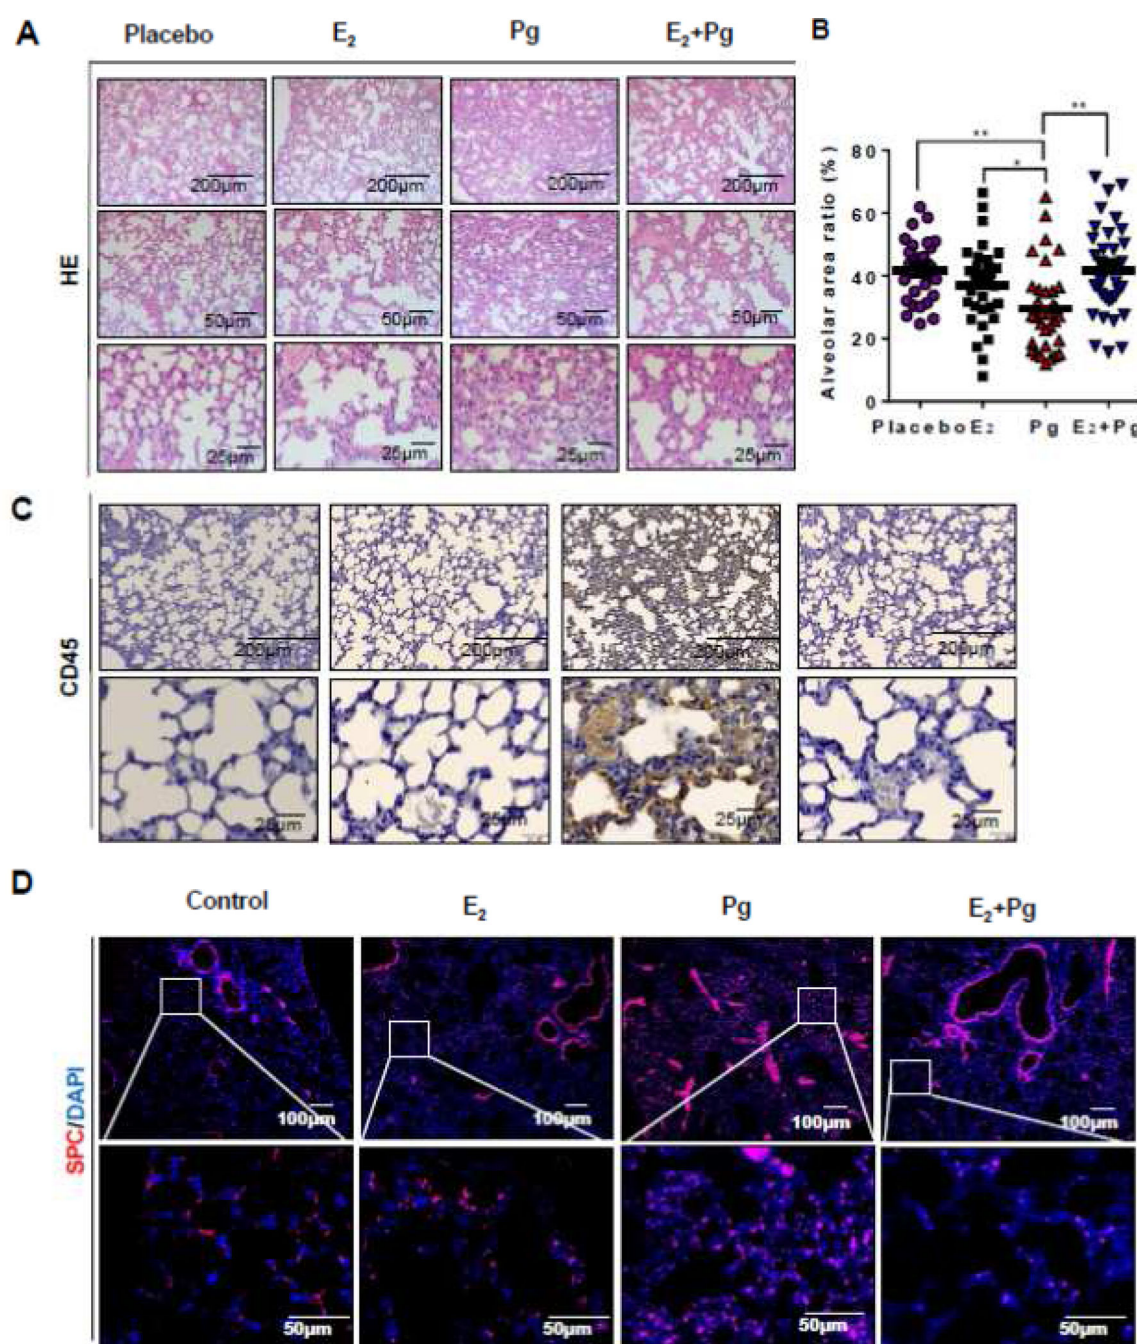 A
Placebo E₂ Pg E₂+Pg
B
HE
200µm 200µm 200µm 200µm
50µm 50µm 50µm 50µm
25µm 25µm 25µm 25µm
Alveolar area ratio (%)
80
60
40
20
0
** 
**
*
Placebo E₂ Pg E₂+Pg
C
CD45
200µm 200µm 200µm 200µm
25µm 25µm 25µm 25µm
D
Control E₂ Pg E₂+Pg
SPC/DAPI
100µm 100µm 100µm 100µm
50µm 50µm 50µm 50µm